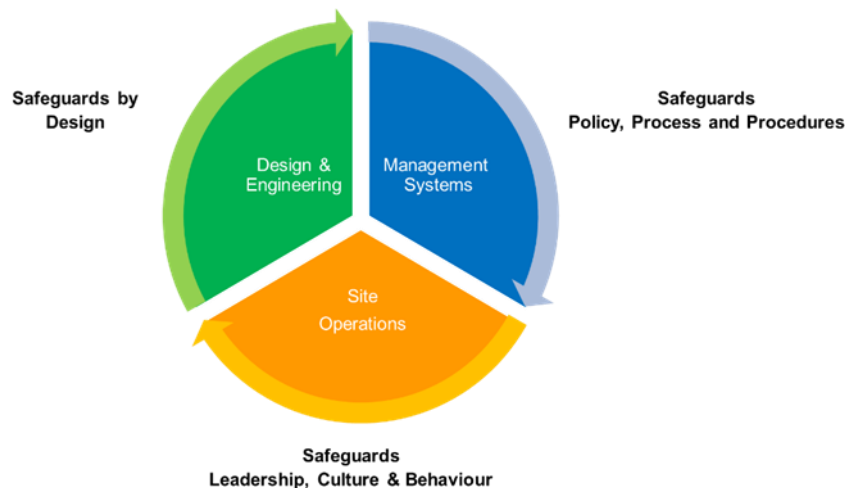 Safeguards by
Design
Design &
Engineering
Management
Systems
Safeguards
Policy, Process and Procedures
Site
Operations
Safeguards
Leadership, Culture & Behaviour